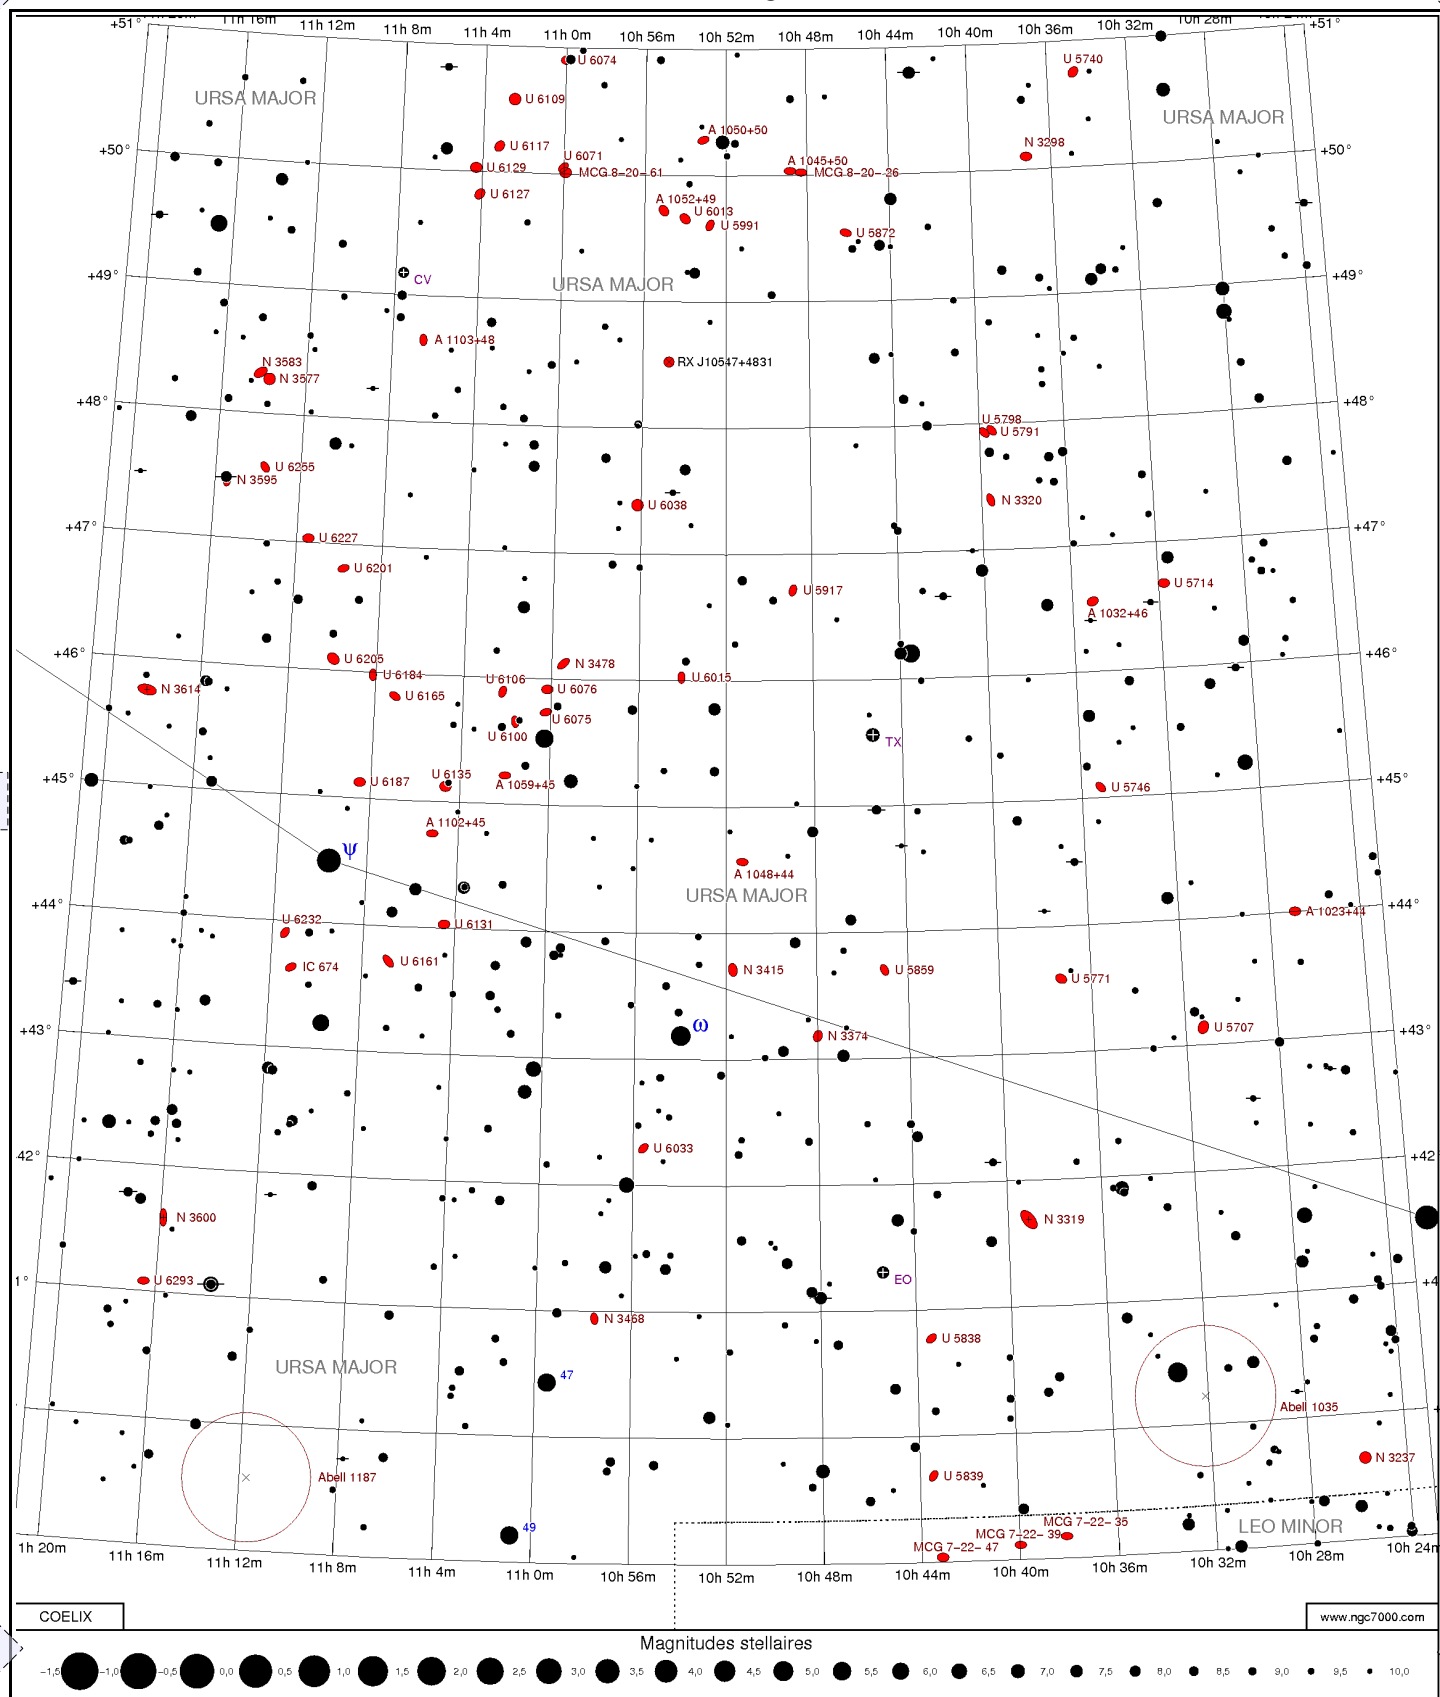 +51°
11h 16m
11h 12m
11h 8m
11h 4m
11h 0m
10h 56m
10h 52m
10h 48m
10h 44m
10h 40m
10h 36m
10h 32m
10h 28m
+51°
U 6074
U 5740
URSA MAJOR
U 6109
URSA MAJOR
A 1050+50
+50°
U 6117
U 6071
A 1045+50
N 3298
+50°
U 6129
MCG 8-20-61
MCG 8-20-26
U 6127
A 1052+49
U 6013
U 5991
U 5872
+49°
CV
URSA MAJOR
+49°
A 1103+48
N 3583
N 3577
RX J10547+4831
+48°
+48°
U 5798
U 5791
U 6255
N 3595
U 6038
N 3320
+47°
+47°
U 6227
U 6201
U 5917
U 5714
A 1032+46
+46°
U 6205
N 3478
+46°
U 6184
U 6106
U 6015
N 3614
U 6165
U 6076
U 6075
U 6100
TX
+45°
U 6187
U 6135
A 1059+45
U 5746
+45°
A 1102+45
ψ
A 1048+44
URSA MAJOR
+44°
U 6232
U 6131
A 1023+44
+44°
IC 674
U 6161
N 3415
U 5859
U 5771
+43°
ω
N 3374
U 5707
+43°
42°
U 6033
+42
N 3600
N 3319
1°
U 6293
EO
+4
N 3468
U 5838
URSA MAJOR
47
Abell 1035
Abell 1187
U 5839
N 3237
49
MCG 7-22-35
LEO MINOR
MCG 7-22-39
MCG 7-22-47
1h 20m
11h 16m
11h 12m
11h 8m
11h 4m
11h 0m
10h 56m
10h 52m
10h 48m
10h 44m
10h 40m
10h 36m
10h 32m
10h 28m
10h 24m
COELIX
www.ngc7000.com
Magnitudes stellaires
-1,5 -1,0 -0,5 0,0 0,5 1,0 1,5 2,0 2,5 3,0 3,5 4,0 4,5 5,0 5,5 6,0 6,5 7,0 7,5 8,0 8,5 9,0 9,5 10,0